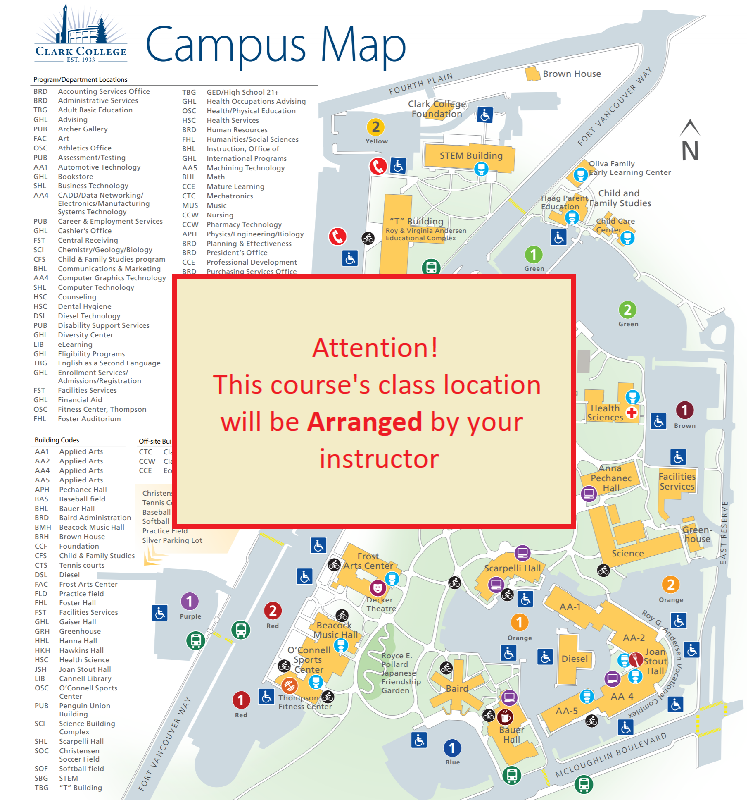 CLARK COLLEGE
EST. 1933
Campus Map
Program/Department Locations
BRD Accounting Services Office
BRD Administrative Services
TBG Adult Basic Education
GHL Advising
PUB Archer Gallery
FAC Art
OSC Athletics Office
PUB Assessment/Testing
AA1 Automotive Technology
GHL Bookstore
SHL Business Technology
AA4 CADD/Data Networking/
Electronics/Manufacturing
Systems Technology
PUB Career & Employment Services
GHL Cashier's Office
FST Central Receiving
SCI Chemistry/Geology/Biology
CFS Child & Family Studies program
BHL Communications & Marketing
AA4 Computer Graphics Technology
SHL Computer Technology
HSC Counseling
HSC Dental Hygiene
DSL Diesel Technology
PUB Disability Support Services
GHL Diversity Center
LIB eLearning
GHL Eligibility Programs
TBG English as a Second Language
GHL Enrollment Services/
Admissions/Registration
FST Facilities Services
GHL Financial Aid
OSC Fitness Center, Thompson
FHL Foster Auditorium
TBG GED/High School 21+
GHL Health Occupations Advising
OSC Health/Physical Education
HSC Health Services
BRD Human Resources
FHL Humanities/Social Sciences
BHL Instruction, Office of
GHL International Programs
AA5 Machining Technology
BHL Math
CCE Mature Learning
CTC Mechatronics
MUS Music
CCW Nursing
CCW Pharmacy Technology
APH Physics/Engineering/Biology
BRD Planning & Effectiveness
BRD President's Office
CCE Professional Development
BRD Purchasing Services Office
Building Codes
AA1 Applied Arts
AA2 Applied Arts
AA4 Applied Arts
AA5 Applied Arts
APH Pechanec Hall
BAS Baseball field
BHL Bauer Hall
BRD Baird Administration
BMH Beacock Music Hall
BRH Brown House
CCF Foundation
CFS Child & Family Studies
CTS Tennis courts
DSL Diesel
FAC Frost Arts Center
FLD Practice field
FHL Foster Hall
FST Facilities Services
GHL Gaiser Hall
GRH Greenhouse
HHL Hanna Hall
HKH Hawkins Hall
HSC Health Science
JSH Joan Stout Hall
LIB Cannell Library
OSC O'Connell Sports
Center
PUB Penguin Union
Building
SCI Science Building
Complex
SHL Scarpelli Hall
SOC Christensen
Soccer Field
SOF Softball field
SBG STEM
TBG "T" Building
Off-site Bui
CTC
CCW
CCE
Christens
Tennis C
Baseball
Softball
Practice Field
Silver Parking Lot
Attention!
This course's class location
will be Arranged by your
instructor
FOURTH PLAIN
Brown House
FORT VANCOUVER WAY
N
Clark College
Foundation
2
Yellow
STEM Building
Oliva Family
Early Learning Center
Haag Parent
Education
Child and
Family Studies
Child Care
Center
"T" Building
Roy & Virginia Andersen
Educational Complex
1
Green
2
Green
Health
Sciences
1
Brown
Anna
Pechanec
Hall
Facilities
Services
Green-
house
Science
EAST RESERVE
Frost
Arts Center
Decker
Theatre
Scarpelli Hall
1
Purple
2
Red
Beacock
Music Hall
O'Connell
Sports
Center
Thompson
Fitness Center
1
Red
Royce E.
Pollard
Japanese
Friendship
Garden
1
Orange
2
Orange
AA-1
AA-2
Roy G. Andersen Vocational Complex
Joan
Stout
Hall
Diesel
AA-4
AA-5
Baird
Bauer
Hall
1
Blue
FORT VANCOUVER WAY
MCLOUGHLIN BOULEVARD